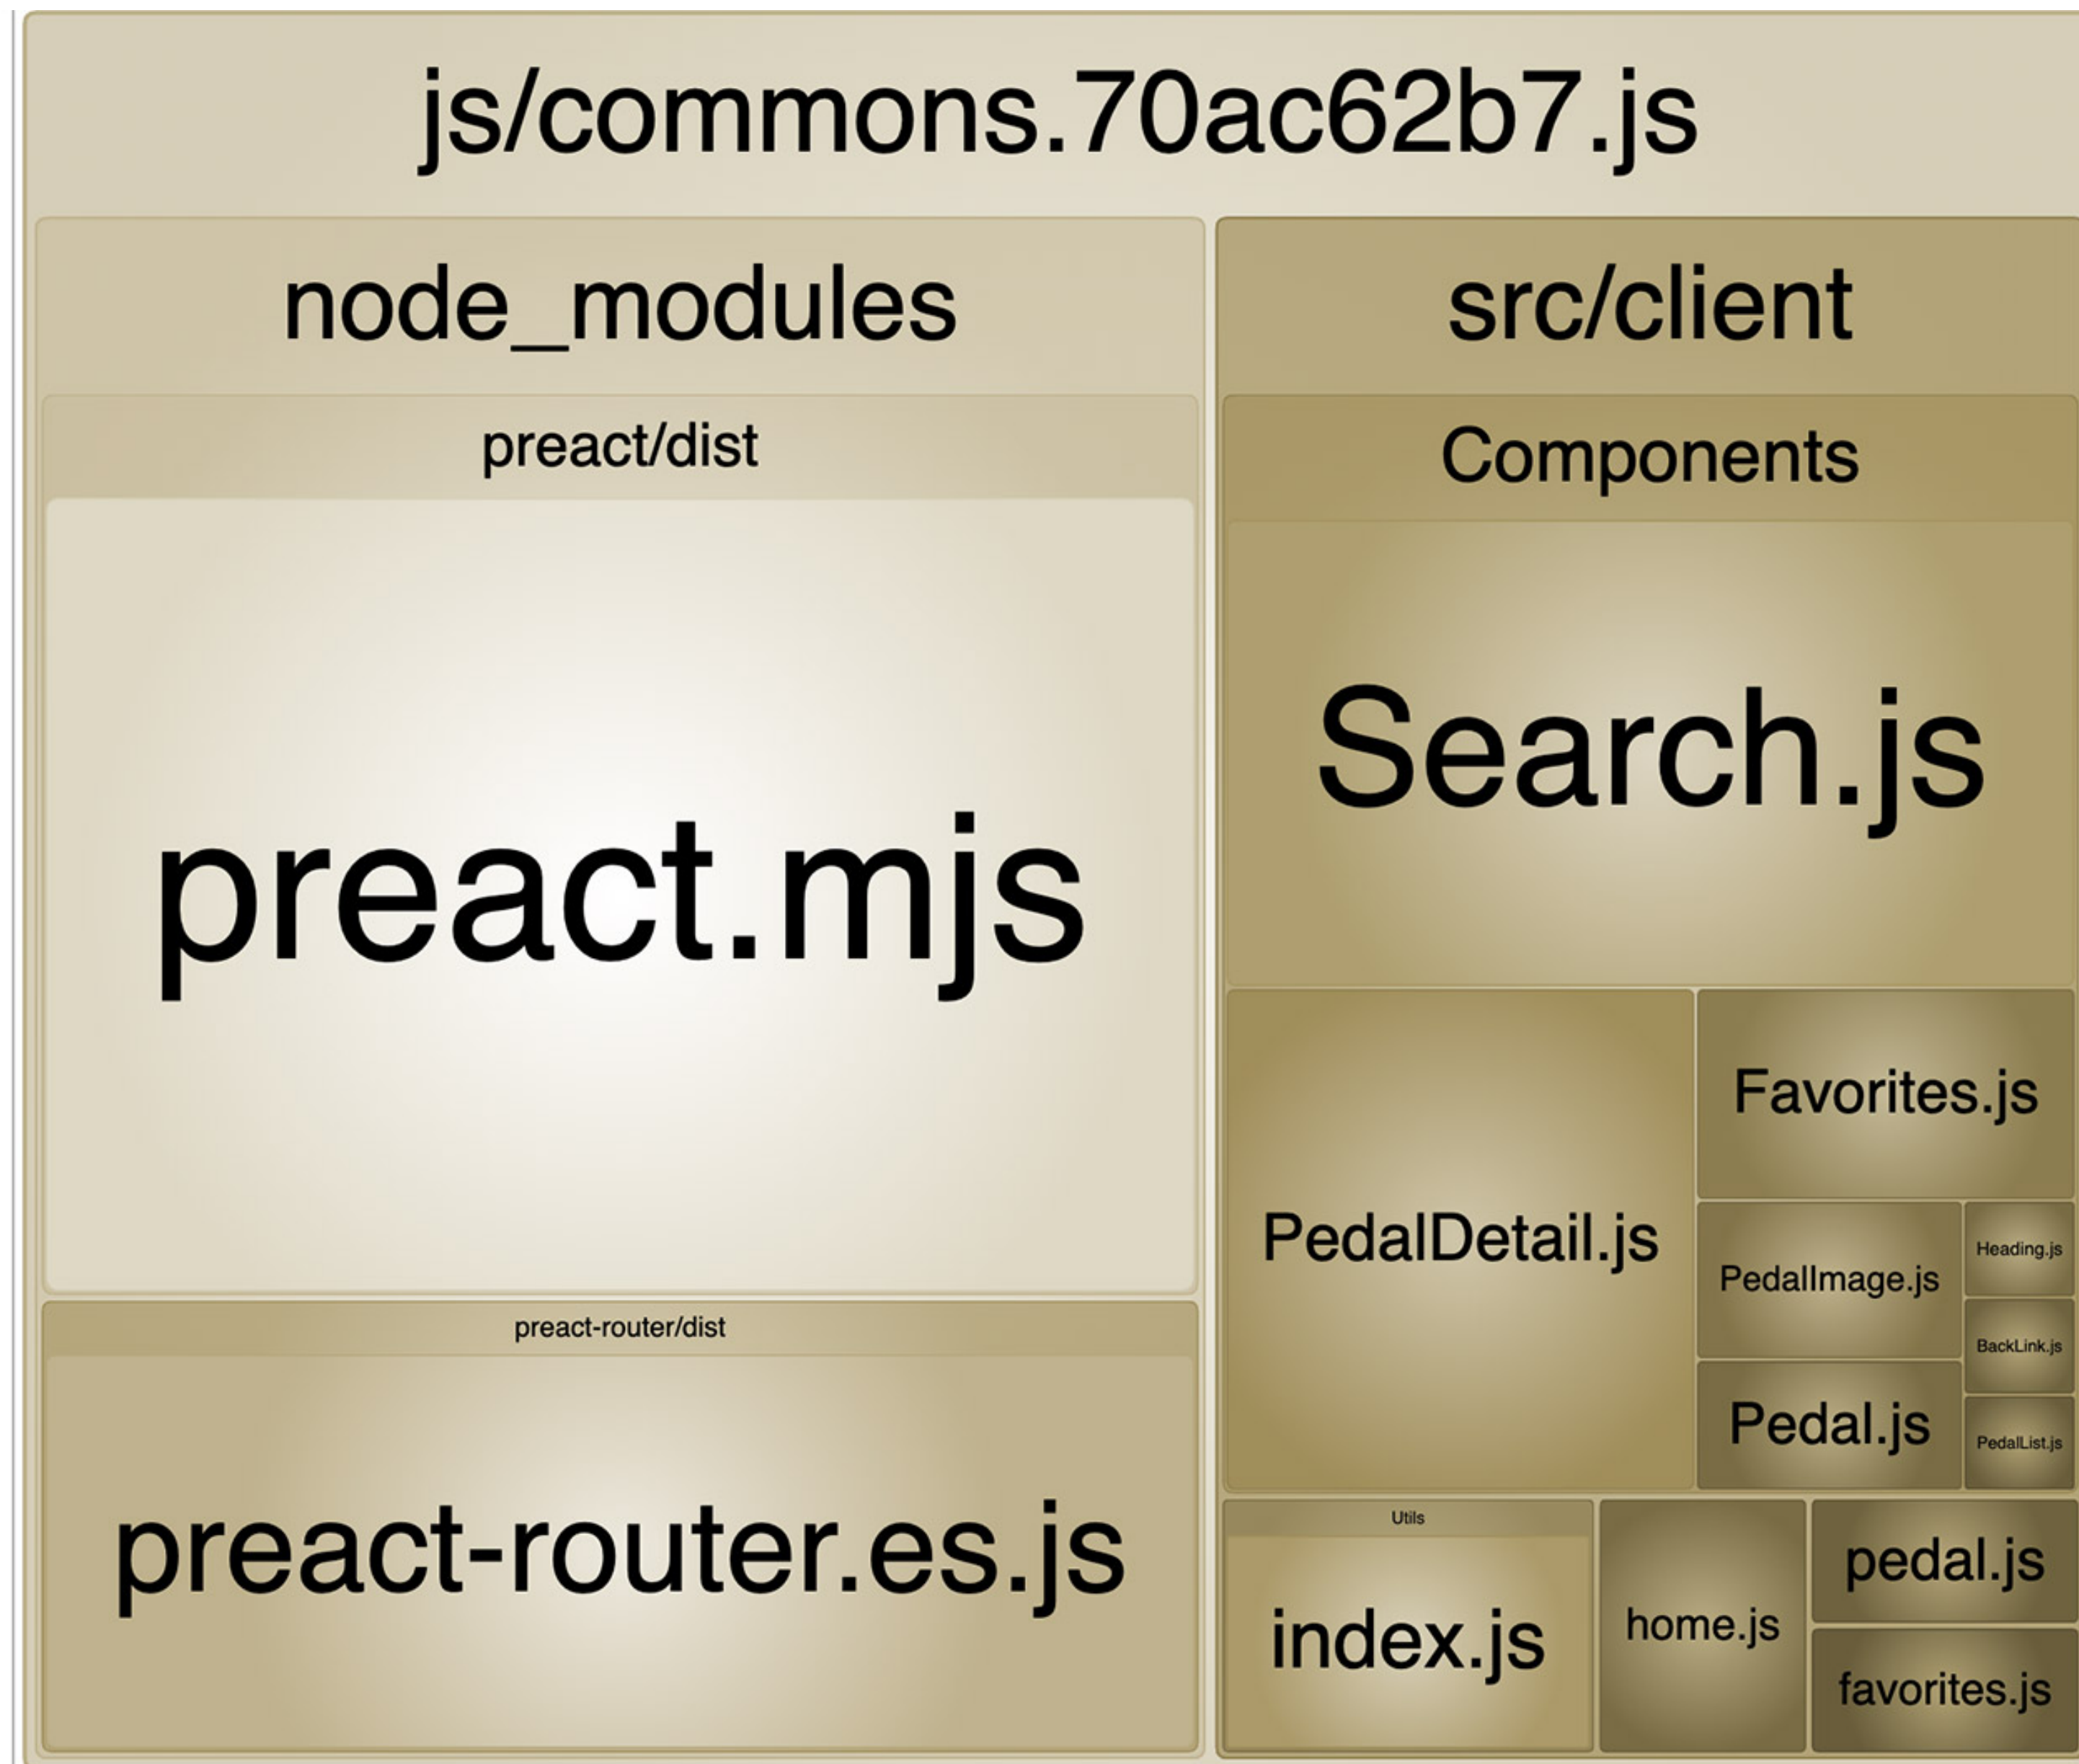 js/commons.70ac62b7.js
node_modules
preact/dist
preact.mjs
preact-router/dist
preact-router.es.js
src/client
Components
Search.js
PedalDetail.js
Favorites.js
PedalImage.js
Pedal.js
Heading.js
BackLink.js
PedalList.js
Utils
index.js
home.js
pedal.js
favorites.js